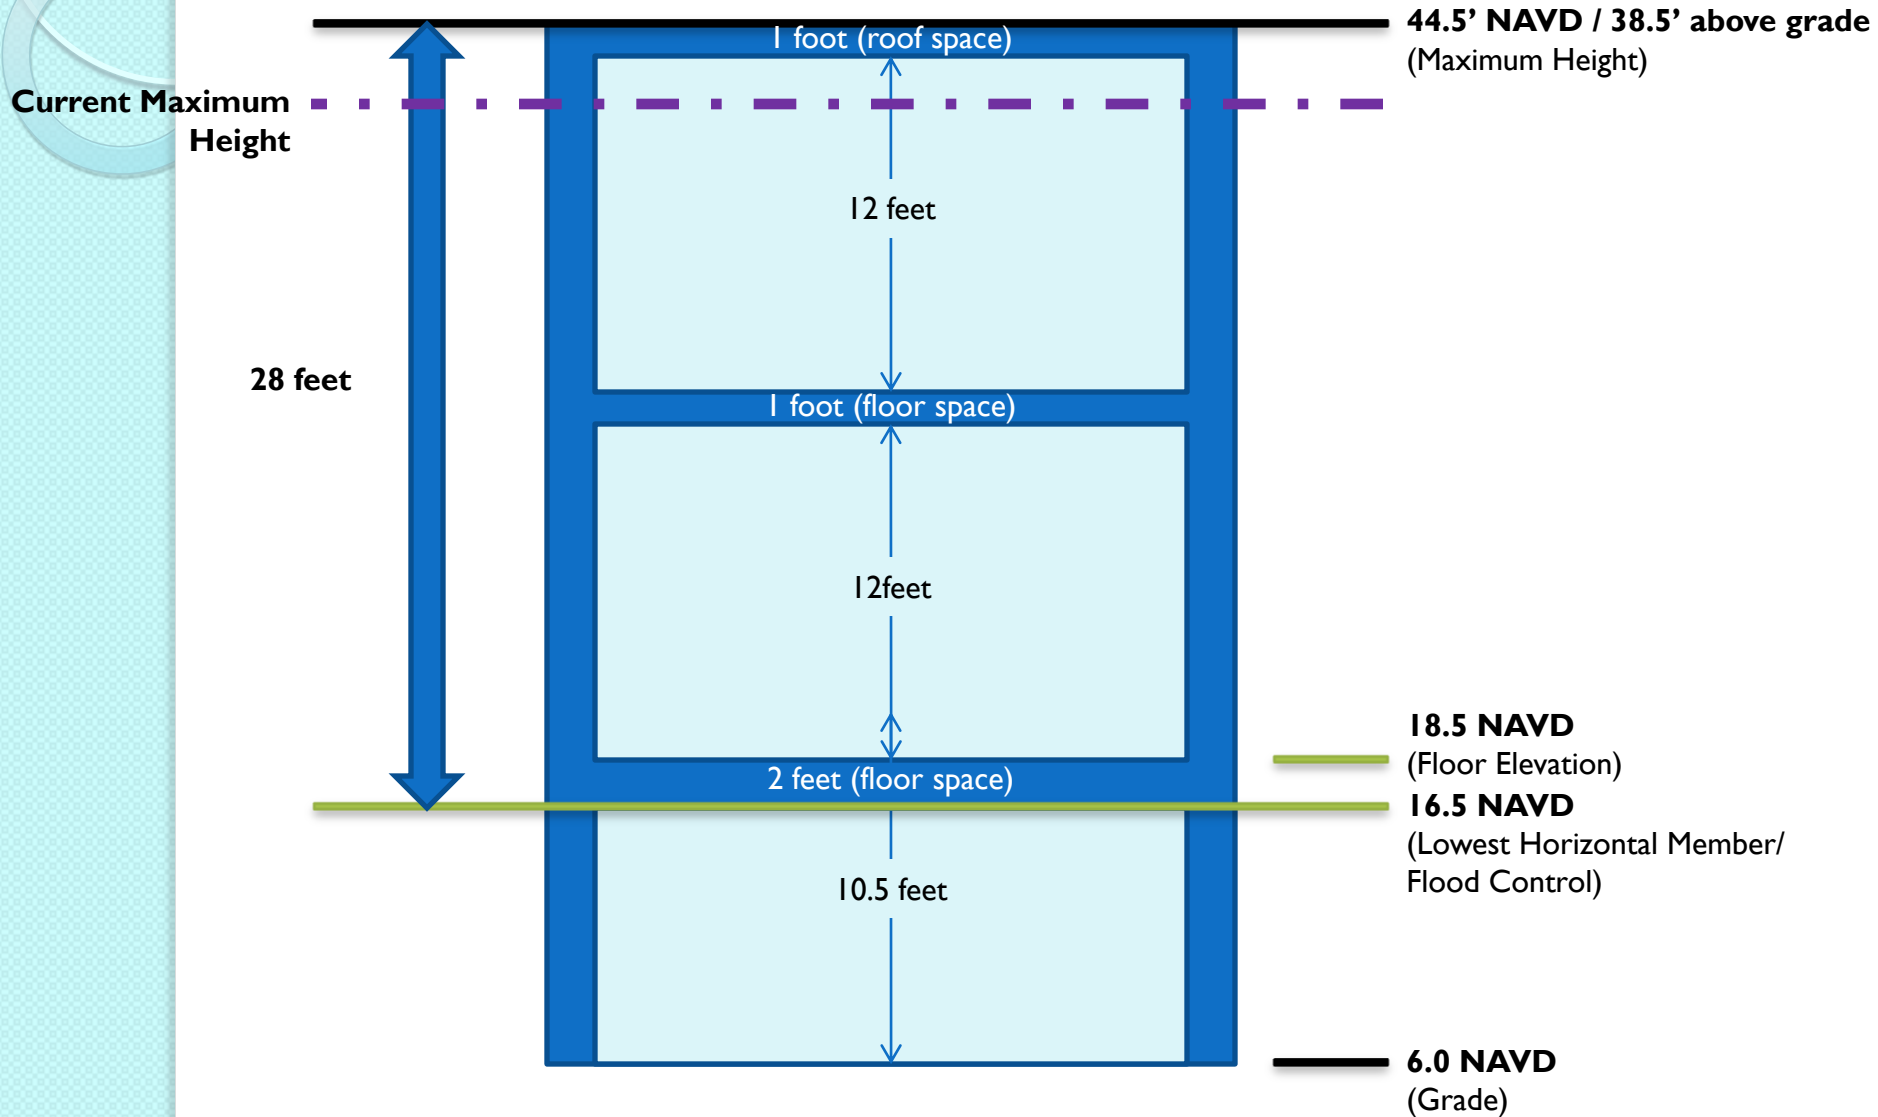 44.5’ NAVD / 38.5’ above grade
(Maximum Height)
1 foot (roof space)
Current Maximum
Height
12 feet
28 feet
1 foot (floor space)
12feet
18.5 NAVD
(Floor Elevation)
2 feet (floor space)
16.5 NAVD
(Lowest Horizontal Member/
Flood Control)
10.5 feet
6.0 NAVD
(Grade)